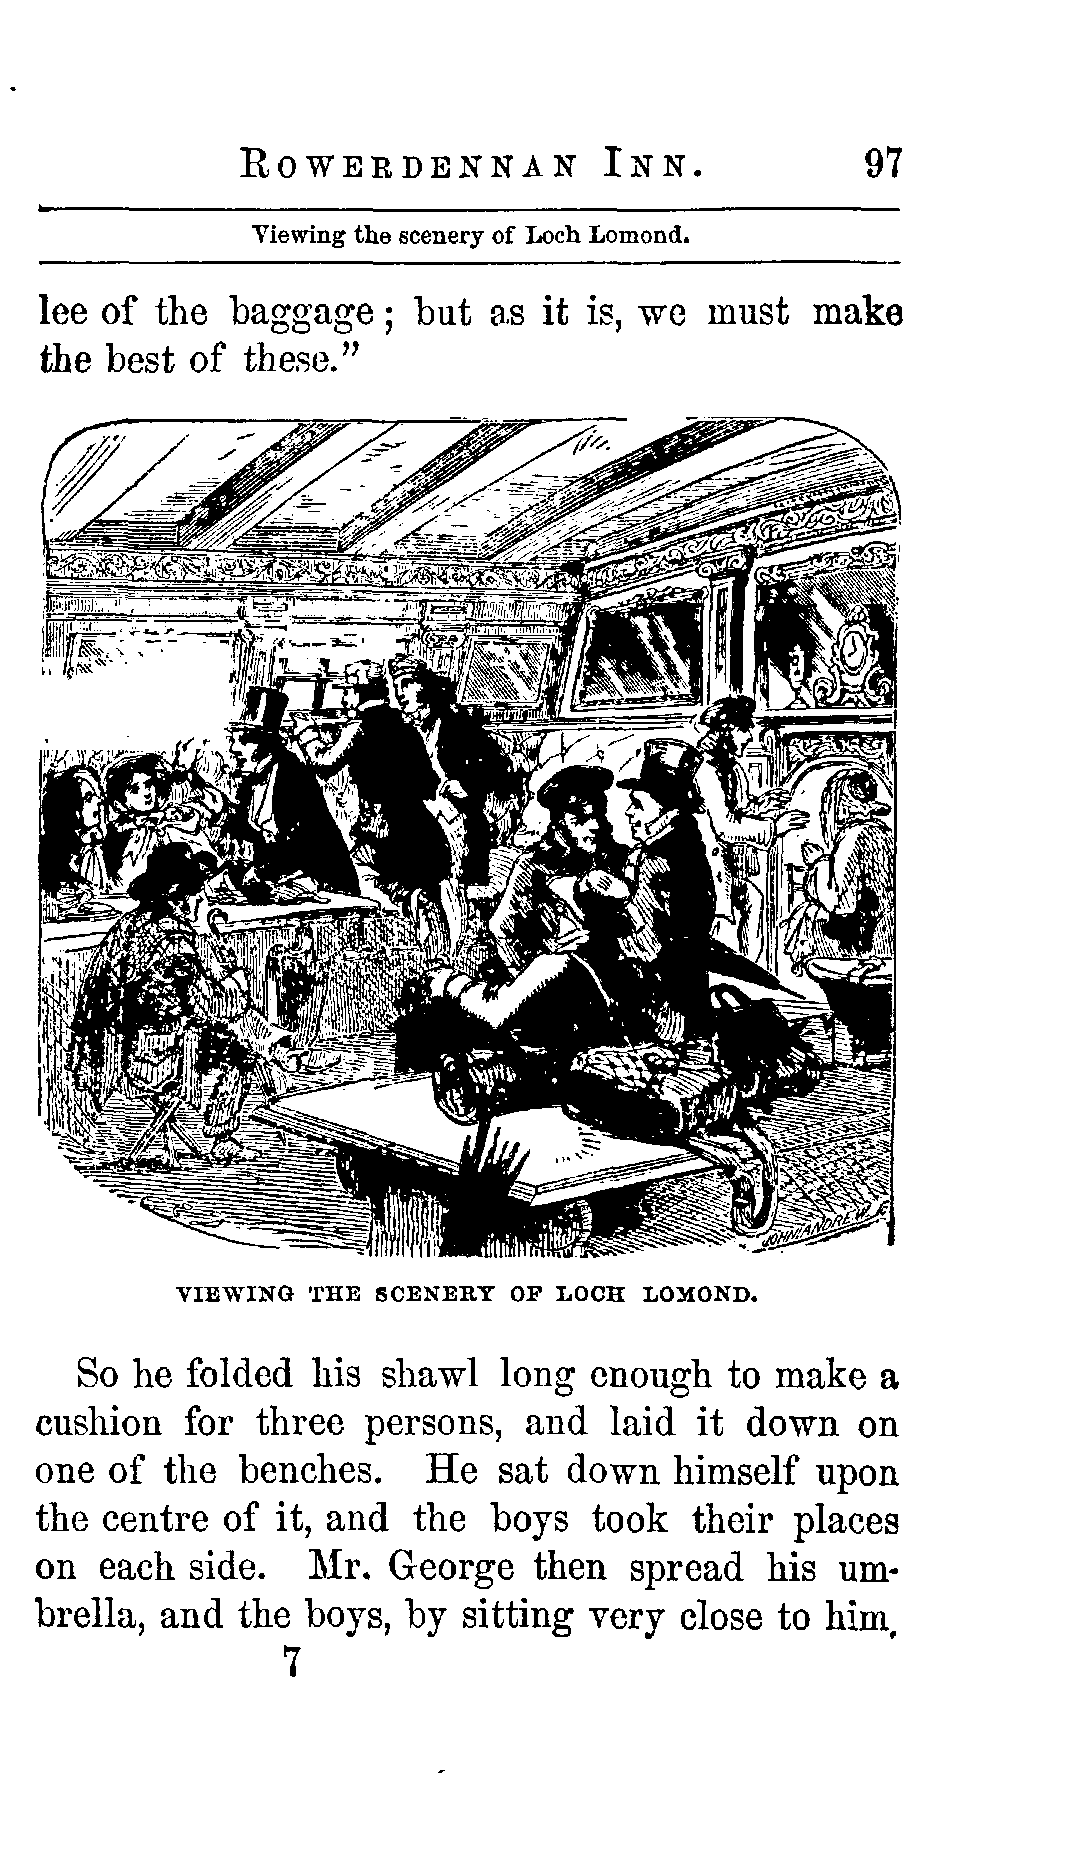 ROWERDENNAN INN. 97
Viewing the scenery of Loch Lomond.
lee of the baggage; but as it is, we must make
the best of these."
JOHN ANDREW
VIEWING THE SCENERY OF LOCH LOMOND.
So he folded his shawl long enough to make a
cushion for three persons, and laid it down on
one of the benches. He sat down himself upon
the centre of it, and the boys took their places
on each side. Mr. George then spread his um-
brella, and the boys, by sitting very close to him,
7